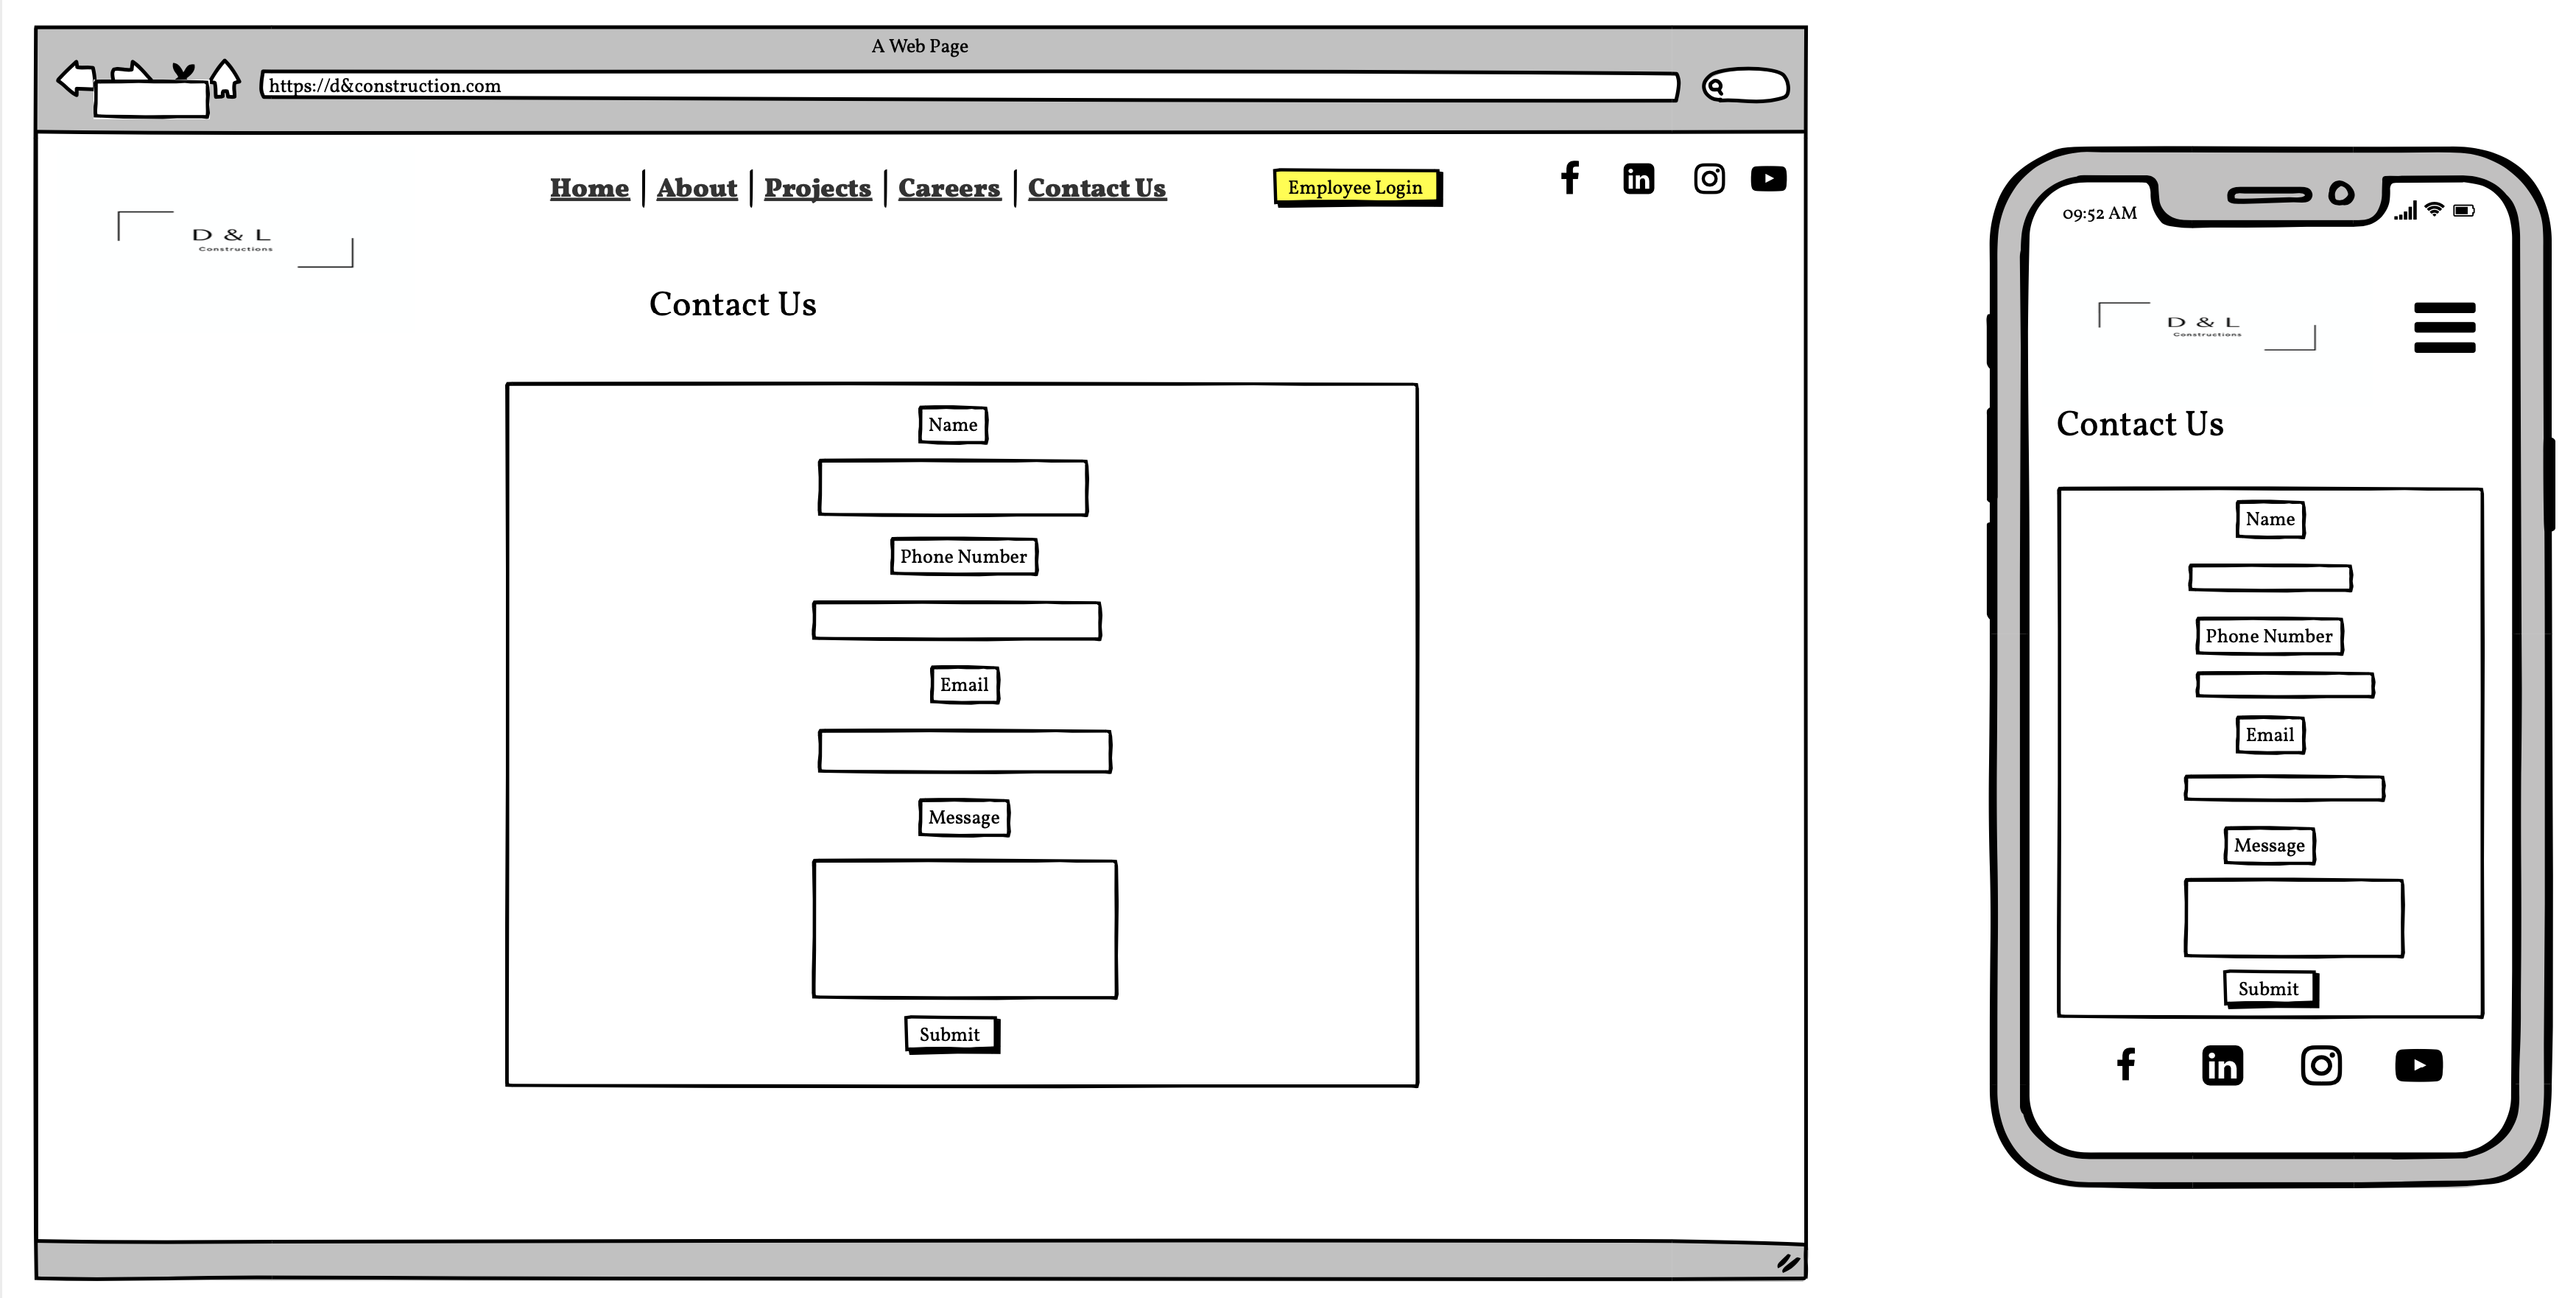 A Web Page
https://d&construction.com
Home | About | Projects | Careers | Contact Us
Employee Login
D & L
Constructions
Contact Us
Name
Phone Number
Email
Message
Submit
09:52 AM
D & L
Constructions
Contact Us
Name
Phone Number
Email
Message
Submit